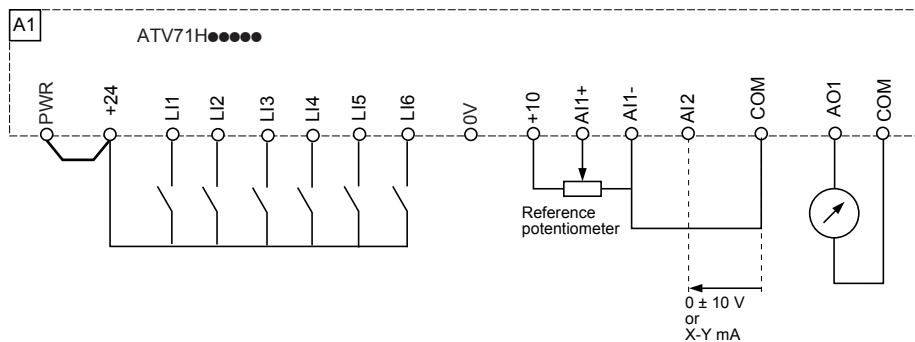 A1
ATV71H●●●●●
PWR
+24
LI1
LI2
LI3
LI4
LI5
LI6
0V
+10
AI1+
AI1-
AI2
COM
AO1
COM
Reference
potentiometer
0 ± 10 V
or
X-Y mA